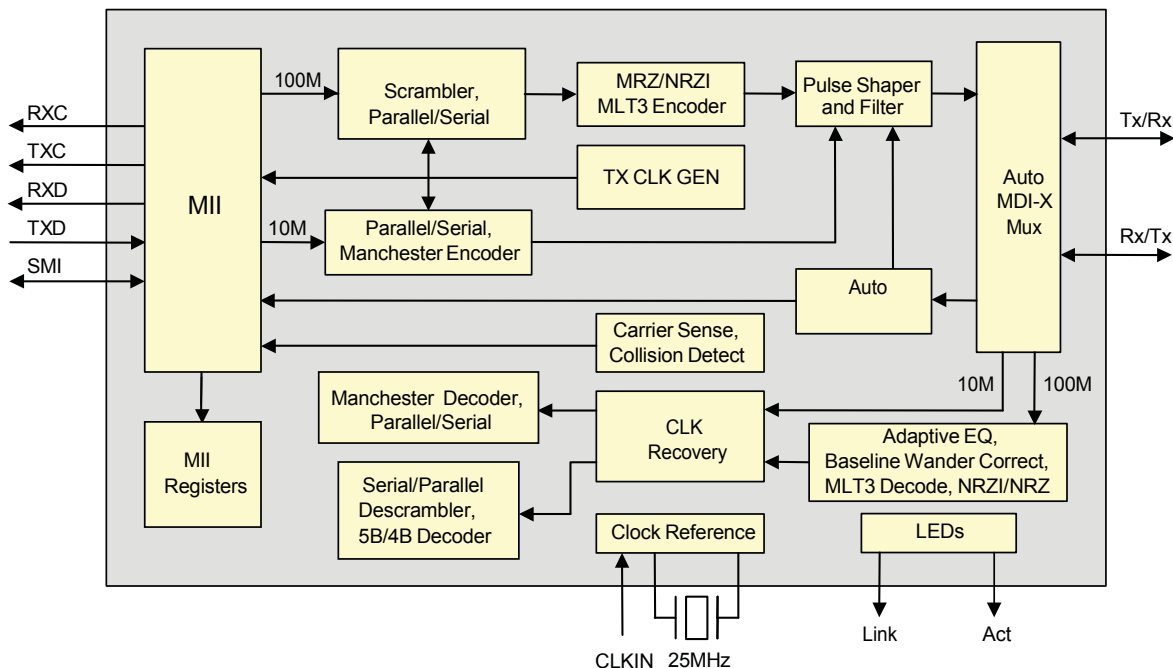 RXC
TXC
RXD
TXD
SMI
MII
100M
Scrambler,
Parallel/Serial
MRZ/NRZI
MLT3 Encoder
Pulse Shaper
and Filter
Auto
MDI-X
Mux
Tx/Rx
Rx/Tx
TX CLK GEN
10M
Parallel/Serial,
Manchester Encoder
Auto
Carrier Sense,
Collision Detect
10M
100M
Manchester Decoder,
Parallel/Serial
CLK
Recovery
Adaptive EQ,
Baseline Wander Correct,
MLT3 Decode, NRZI/NRZ
MII
Registers
Serial/Parallel
Descrambler,
5B/4B Decoder
Clock Reference
LEDs
CLKIN
25MHz
Link
Act